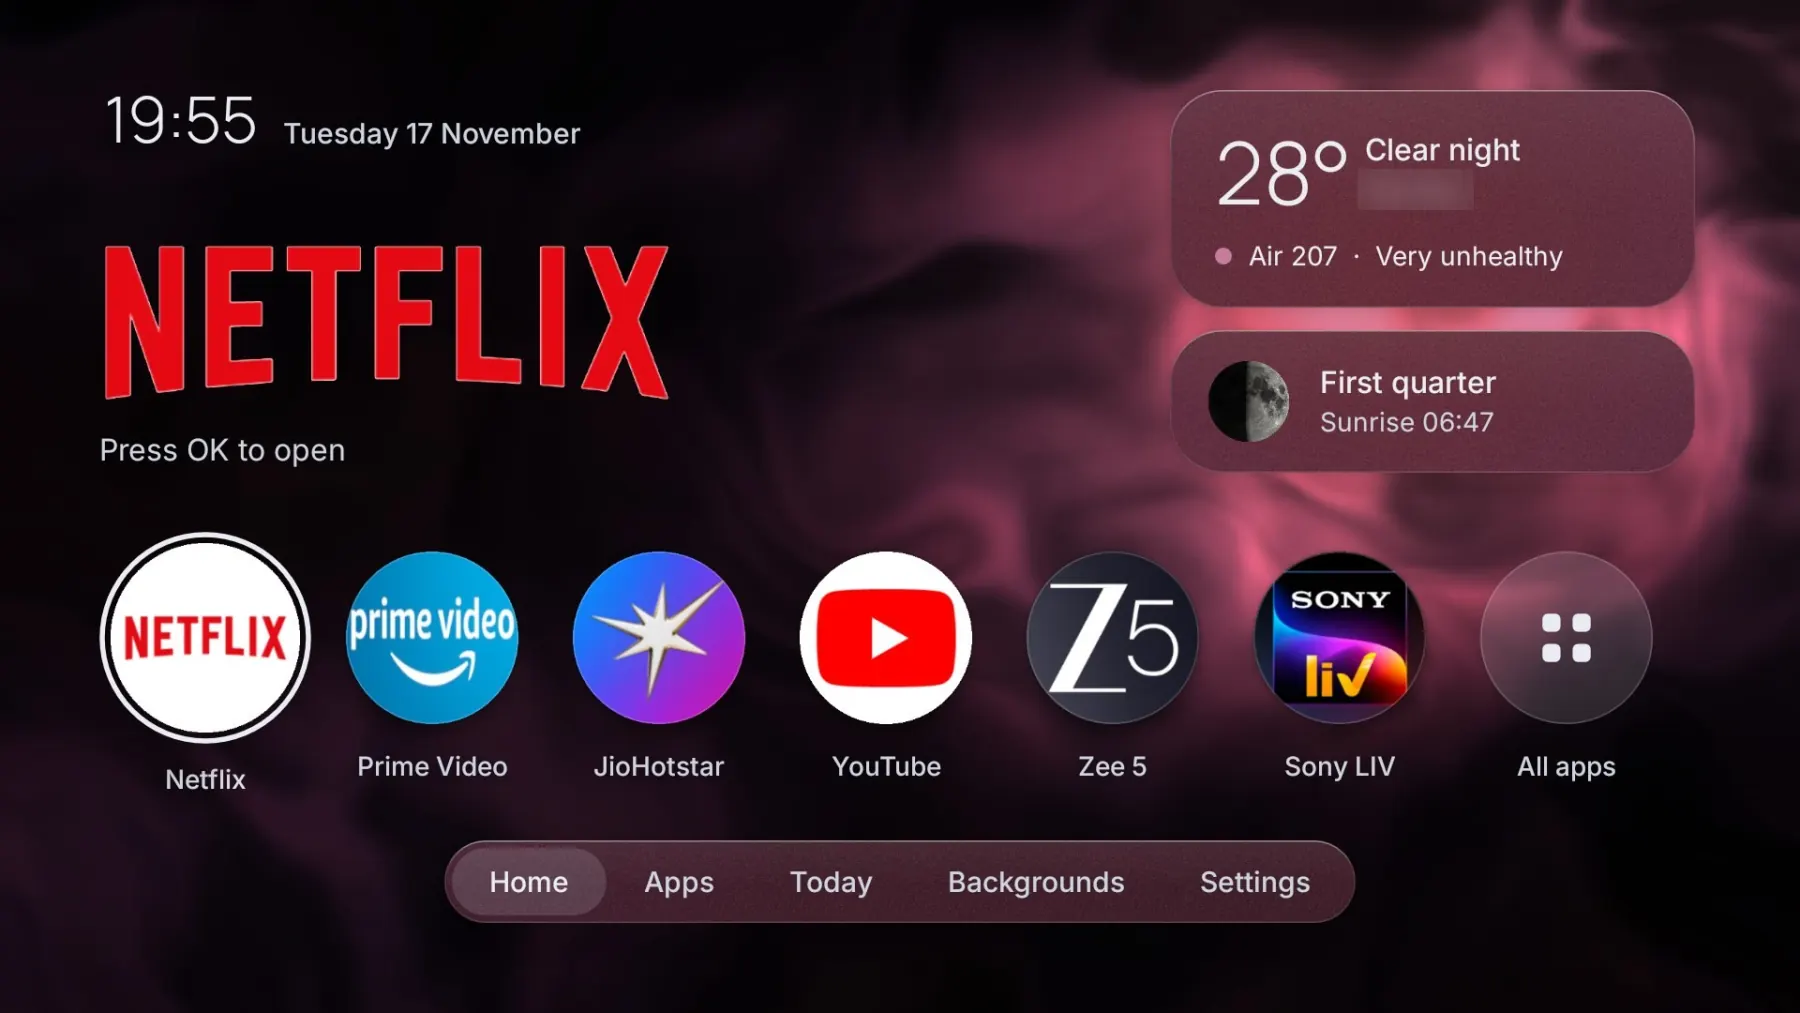 19:55 Tuesday 17 November
28° Clear night
Air 207 · Very unhealthy
NETFLIX
First quarter
Sunrise 06:47
Press OK to open
NETFLIX
prime video
Z5
SONY
liv
Netflix
Prime Video
JioHotstar
YouTube
Zee 5
Sony LIV
All apps
Home
Apps
Today
Backgrounds
Settings